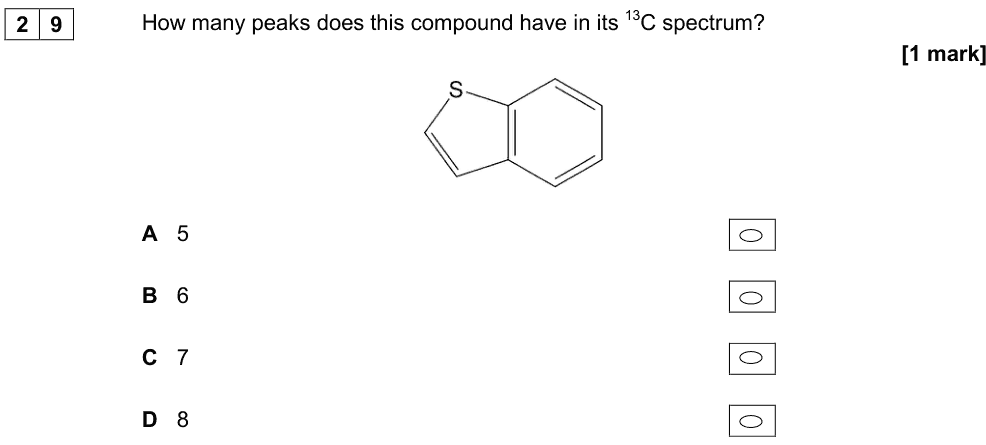 2 9 How many peaks does this compound have in its ¹³C spectrum?
[1 mark]
S
A 5
B 6
C 7
D 8